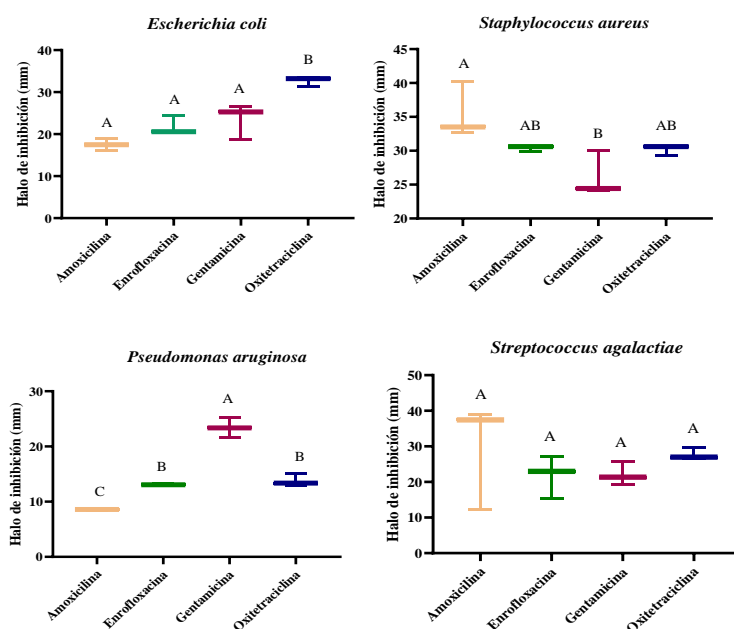 Escherichia coli
Halo de inhibición (mm)
40
30
20
10
0
A
A
A
B
Amoxicilina
Enrofloxacina
Gentamicina
Oxitetraciclina
Staphylococcus aureus
Halo de inhibición (mm)
45
40
35
30
25
20
A
AB
B
AB
Amoxicilina
Enrofloxacina
Gentamicina
Oxitetraciclina
Pseudomonas aruginosa
Halo de inhibición (mm)
30
20
10
0
C
B
A
B
Amoxicilina
Enrofloxacina
Gentamicina
Oxitetraciclina
Streptococcus agalactiae
Halo de inhibición (mm)
50
40
30
20
10
0
A
A
A
A
Amoxicilina
Enrofloxacina
Gentamicina
Oxitetraciclina